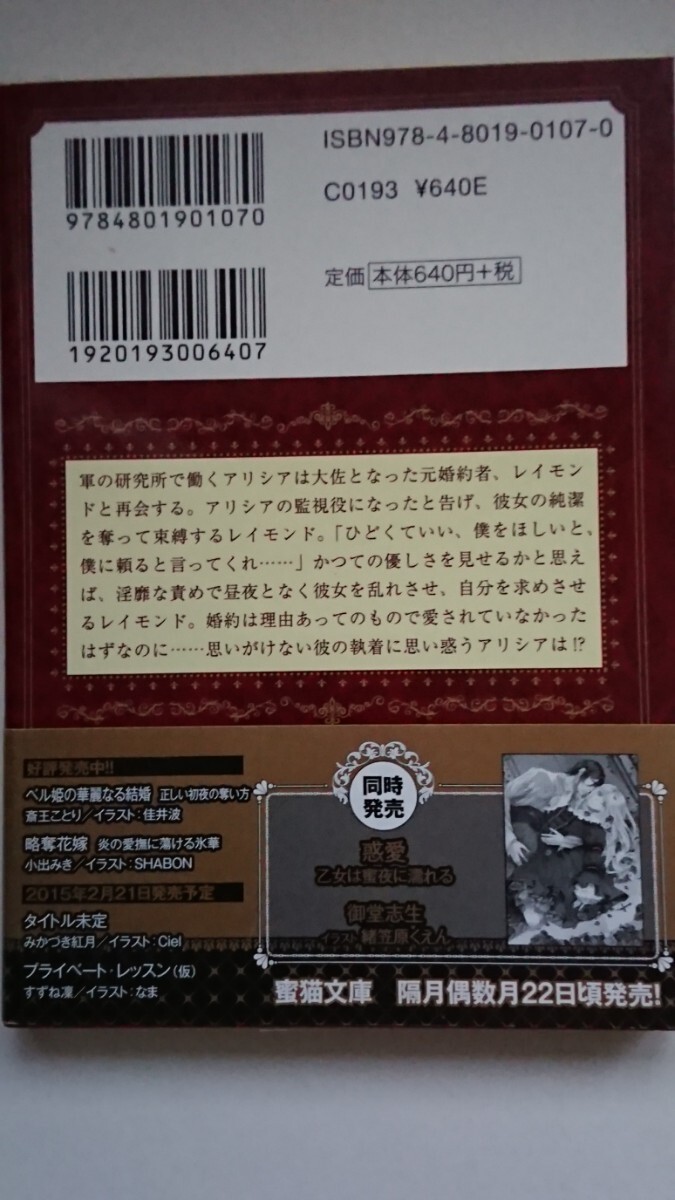 ISBN978-4-8019-0107-0
9784801901070
C0193 ¥640E
定価 本体640円+税
1920193006407
軍の研究所で働くアリシアは大佐となった元婚約者、レイモン
ドと再会する。アリシアの監視役になったと告げ、彼女の純潔
を奪って束縛するレイモンド。「ひどくていい、僕をほしいと、
僕に頼ると言ってくれ……」かつての優しさを見せるかと思え
ば、淫靡な責めで昼夜となく彼女を乱れさせ、自分を求めさせ
るレイモンド。婚約は理由あってのもので愛されていなかった
はずなのに……思いがけない彼の執着に思い惑うアリシアは!?
好評発売中!!
ベル姫の華麗なる結婚 正しい初夜の奪い方
斎王ことり/イラスト:佳井波
略奪花嫁 炎の愛撫に蕩ける氷華
小出みき/イラスト:SHABON
2015年2月21日発売予定
タイトル未定
みかづき紅月/イラスト:Ciel
プライベート・レッスン(仮)
すずね凜/イラスト:なま
同時
発売
惑愛
乙女は蜜夜に濡れる
御堂志生
イラスト 緒笠原くえん
蜜猫文庫 隔月偶数月22日頃発売!